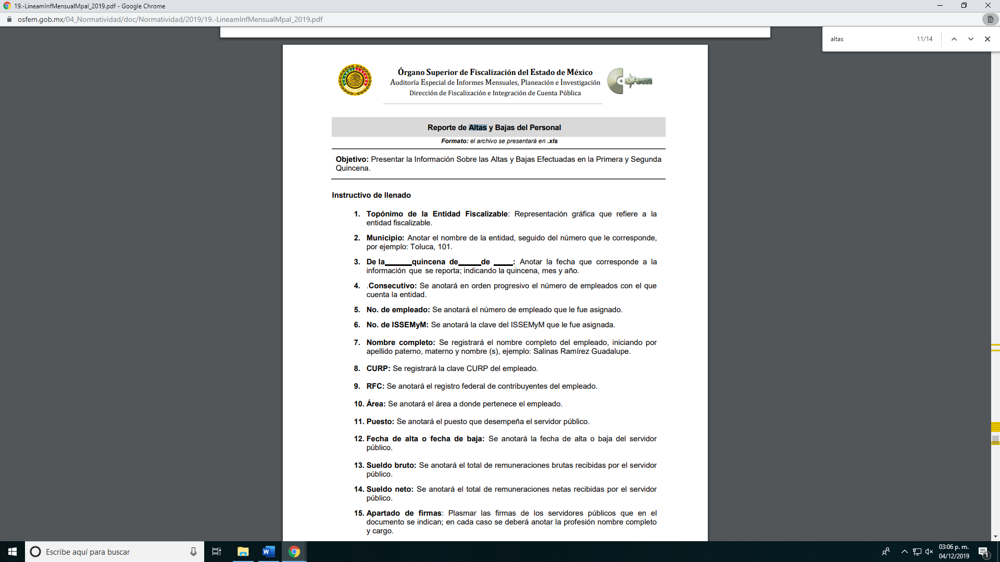 19.-LineamInfMensualMpal_2019.pdf - Google Chrome
osfem.gob.mx/04_Normatividad/doc/Normatividad/2019/19.-LineamInfMensualMpal_2019.pdf
altas 11/14
Órgano Superior de Fiscalización del Estado de México
Auditoría Especial de Informes Mensuales, Planeación e Investigación
Dirección de Fiscalización e Integración de Cuenta Pública
osfem
Reporte de Altas y Bajas del Personal
Formato: el archivo se presentará en .xls
Objetivo: Presentar la Información Sobre las Altas y Bajas Efectuadas en la Primera y Segunda
Quincena.
Instructivo de llenado
1. Topónimo de la Entidad Fiscalizable: Representación gráfica que refiere a la
entidad fiscalizable.
2. Municipio: Anotar el nombre de la entidad, seguido del número que le corresponde,
por ejemplo: Toluca, 101.
3. De la______quincena de_____de ____: Anotar la fecha que corresponde a la
información que se reporta; indicando la quincena, mes y año.
4. .Consecutivo: Se anotará en orden progresivo el número de empleados con el que
cuenta la entidad.
5. No. de empleado: Se anotará el número de empleado que le fue asignado.
6. No. de ISSEMyM: Se anotará la clave del ISSEMyM que le fue asignada.
7. Nombre completo: Se registrará el nombre completo del empleado, iniciando por
apellido paterno, materno y nombre (s), ejemplo: Salinas Ramírez Guadalupe.
8. CURP: Se registrará la clave CURP del empleado.
9. RFC: Se anotará el registro federal de contribuyentes del empleado.
10. Área: Se anotará el área a donde pertenece el empleado.
11. Puesto: Se anotará el puesto que desempeña el servidor público.
12. Fecha de alta o fecha de baja: Se anotará la fecha de alta o baja del servidor
público.
13. Sueldo bruto: Se anotará el total de remuneraciones brutas recibidas por el servidor
público.
14. Sueldo neto: Se anotará el total de remuneraciones netas recibidas por el servidor
público.
15. Apartado de firmas: Plasmar las firmas de los servidores públicos que en el
documento se indican; en cada caso se deberá anotar la profesión nombre completo
y cargo.
Escribe aquí para buscar
03:06 p. m.
04/12/2019
1